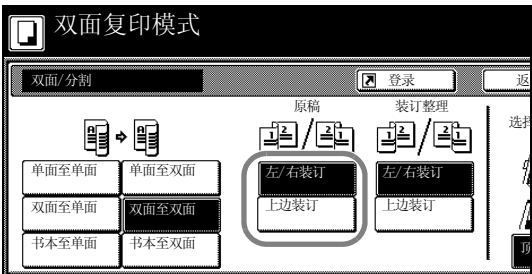 双面复印模式
双面/分割
登录
返
原稿
装订整理
选择
左/右装订
左/右装订
上边装订
上边装订
单面至单面
单面至双面
双面至单面
双面至双面
书本至单面
书本至双面
顶